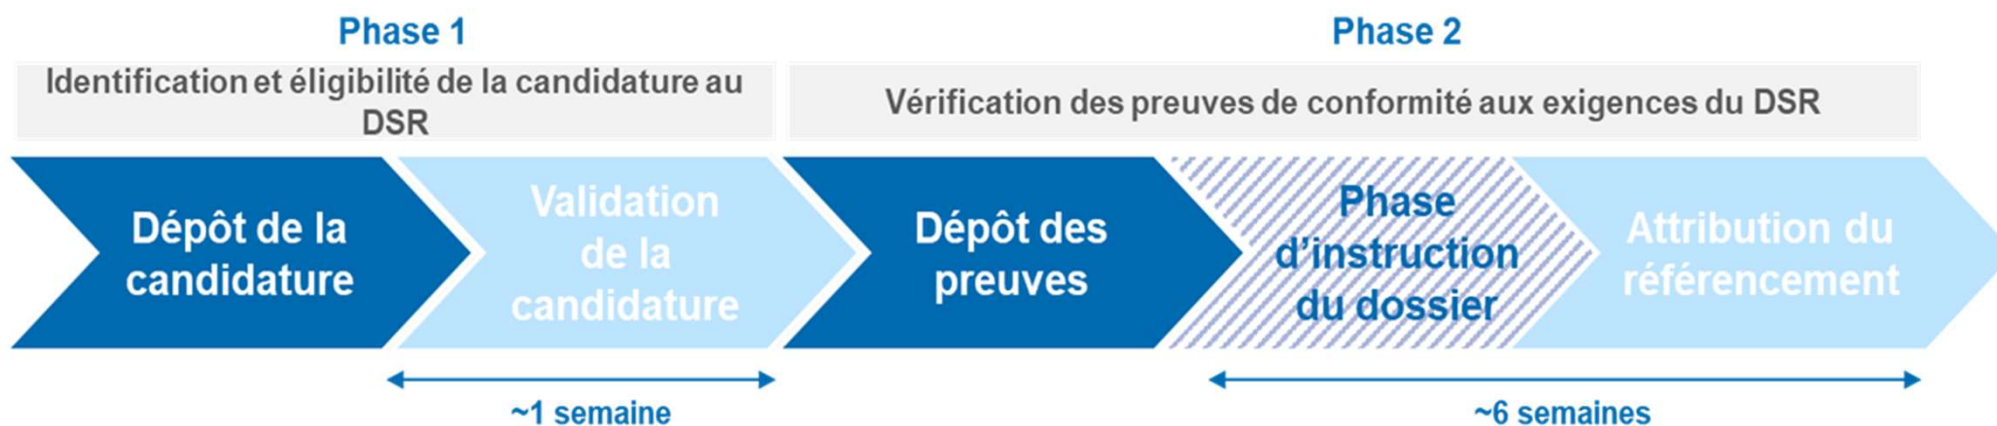 Phase 1
Identification et éligibilité de la candidature au
DSR
Dépôt de la
candidature
Validation
de la
candidature
~1 semaine
Phase 2
Vérification des preuves de conformité aux exigences du DSR
Dépôt des
preuves
Phase
d’instruction
du dossier
Attribution du
référencement
~6 semaines